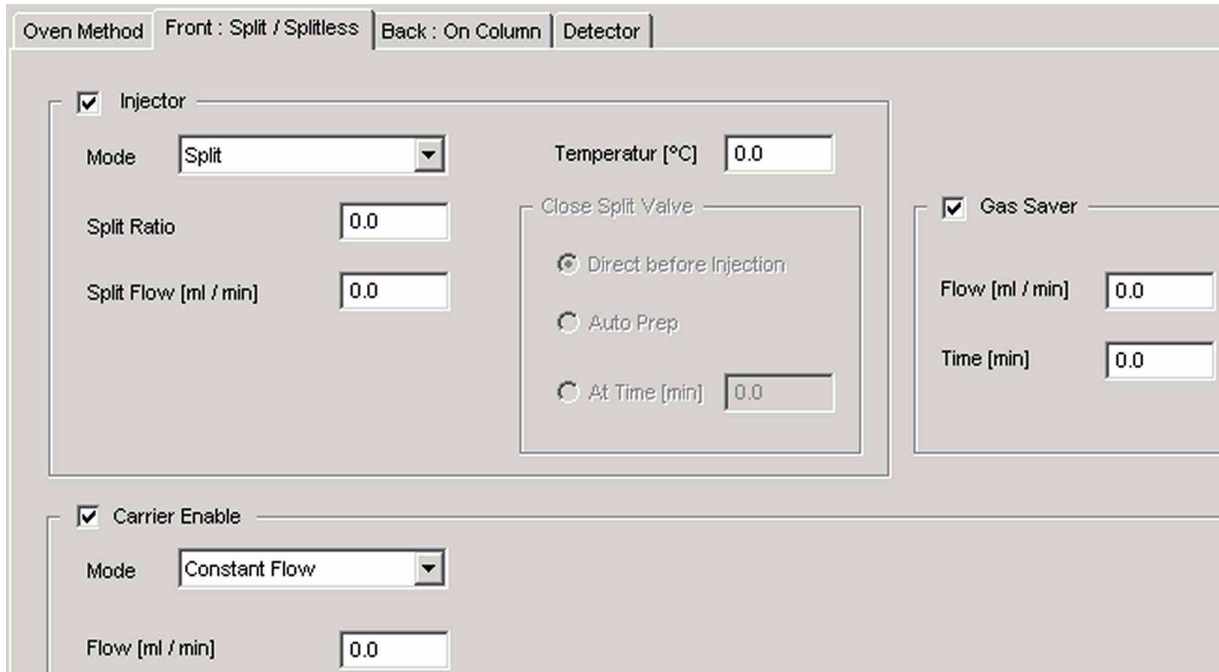 Oven Method Front : Split / Splitless Back : On Column Detector
Injector
Mode Split Temperatur [°C] 0.0
Split Ratio 0.0 Close Split Valve Gas Saver
Split Flow [ml / min] 0.0 Direct before Injection Flow [ml / min] 0.0
Auto Prep
Time [min] 0.0
At Time [min] 0.0
Carrier Enable
Mode Constant Flow
Flow [ml / min] 0.0